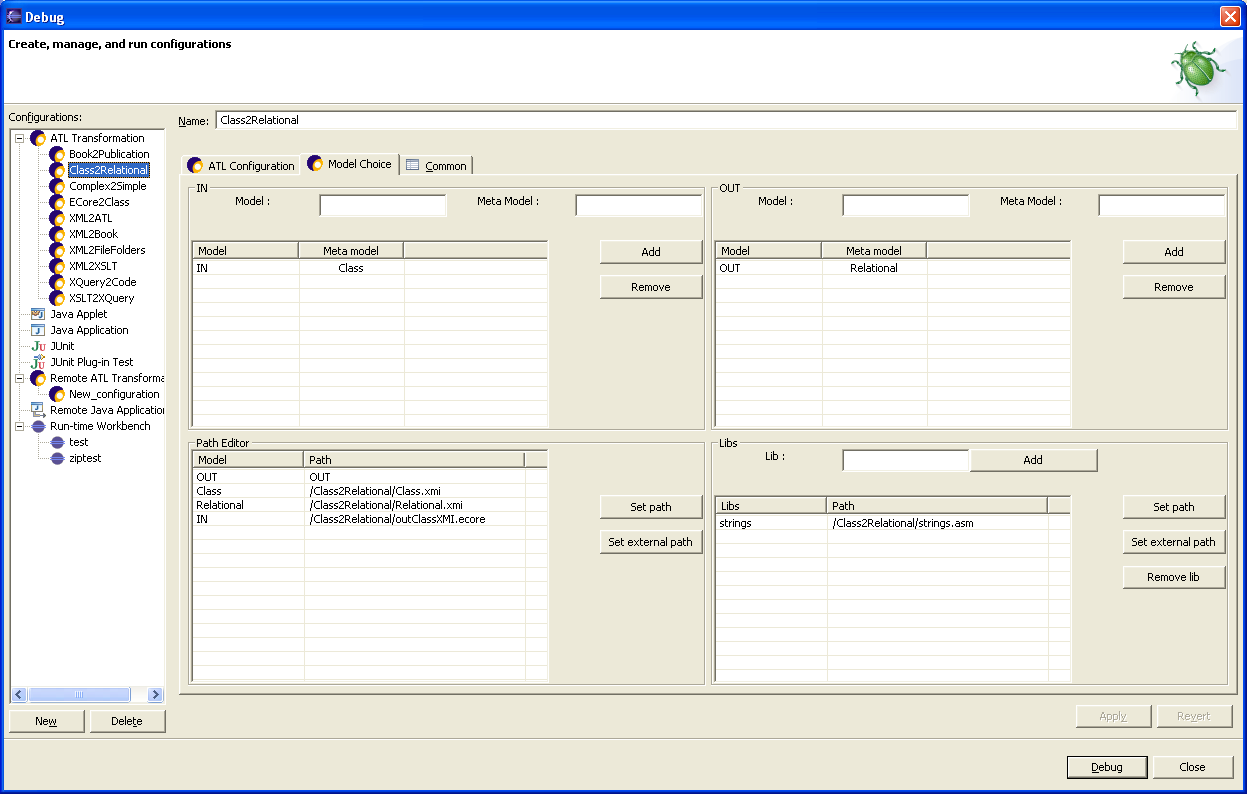 Debug
Create, manage, and run configurations
Configurations:
ATL Transformation
Book2Publication
Class2Relational
Complex2Simple
ECore2Class
XML2ATL
XML2Book
XML2FileFolders
XML2XSLT
XQuery2Code
XSLT2XQuery
Java Applet
Java Application
JUnit
JUnit Plug-in Test
Remote ATL Transforma
New_configuration
Remote Java Application
Run-time Workbench
test
ziptest
New Delete
Name: Class2Relational
ATL Configuration Model Choice Common
IN
Model : Meta Model :
Model Meta model
IN Class
Add
Remove
OUT
Model : Meta Model :
Model Meta model
OUT Relational
Add
Remove
Path Editor
Model Path
OUT OUT
Class /Class2Relational/Class.xmi
Relational /Class2Relational/Relational.xmi
IN /Class2Relational/outClassXMI.ecore
Set path
Set external path
Libs
Lib : Add
Libs Path
strings /Class2Relational/strings.asm
Set path
Set external path
Remove lib
Apply Revert
Debug Close